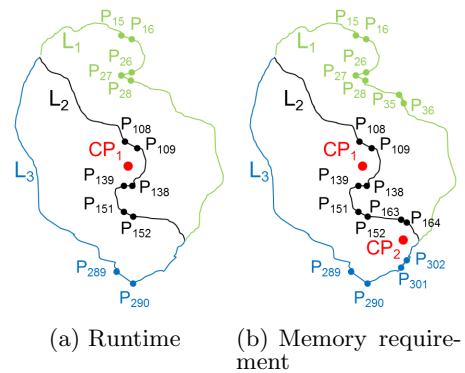 P15
P16
L1
P26
P27
P28
L2
P108
P109
CP1
L3
P139
P138
P151
P152
P289
P290
(a) Runtime
P15
P16
L1
P26
P27
P28
P35
P36
L2
P108
P109
CP1
L3
P139
P138
P151
P163
P152
P164
CP2
P289
P302
P301
P290
(b) Memory require-
ment